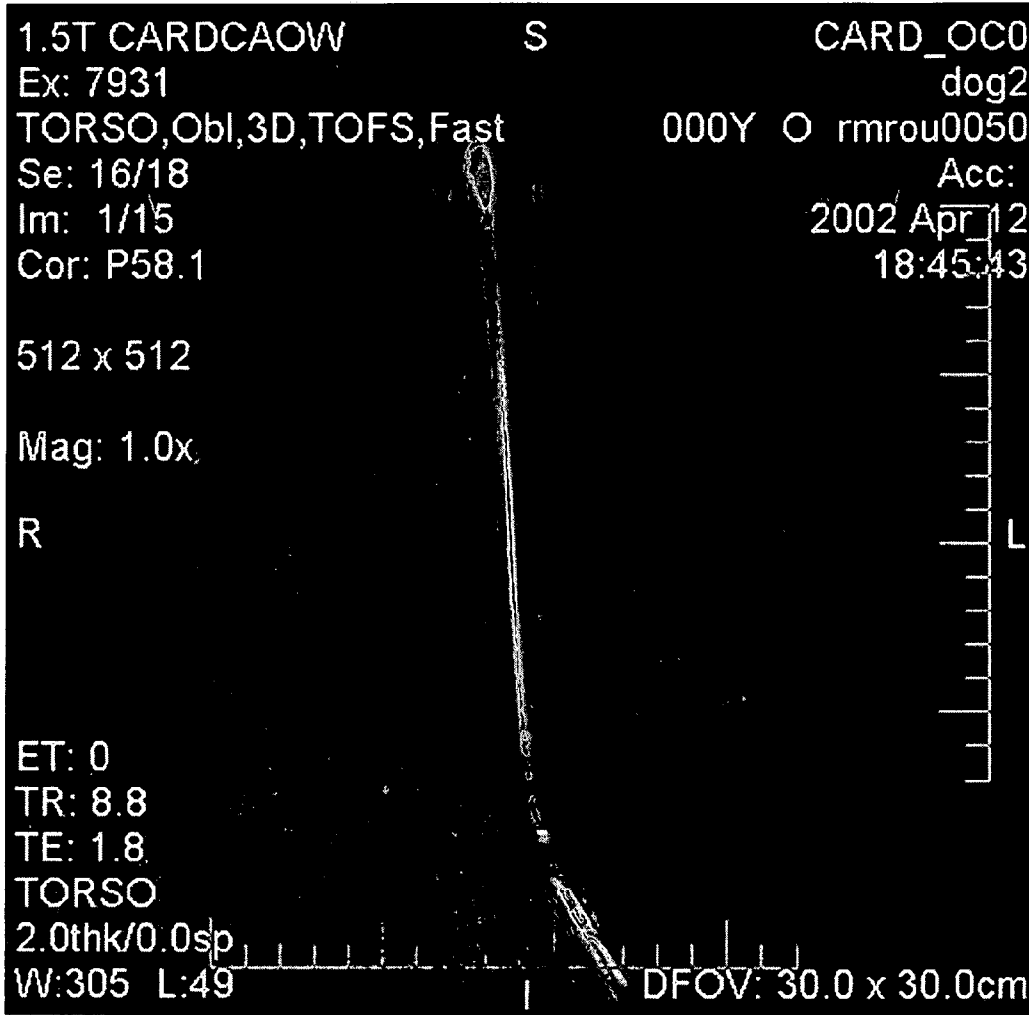 1.5T CARDCAOW S CARD_OC0
Ex: 7931 dog2
TORSO,Obl,3D,TOFS,Fast 000Y O rmrou0050
Se: 16/18 Acc:
Im: 1/15 2002 Apr 12
Cor: P58.1 18:45:43
512 x 512
Mag: 1.0x
R L
ET: 0
TR: 8.8
TE: 1.8
TORSO
2.0thk/0.0sp
W:305 L:49 I DFOV: 30.0 x 30.0cm